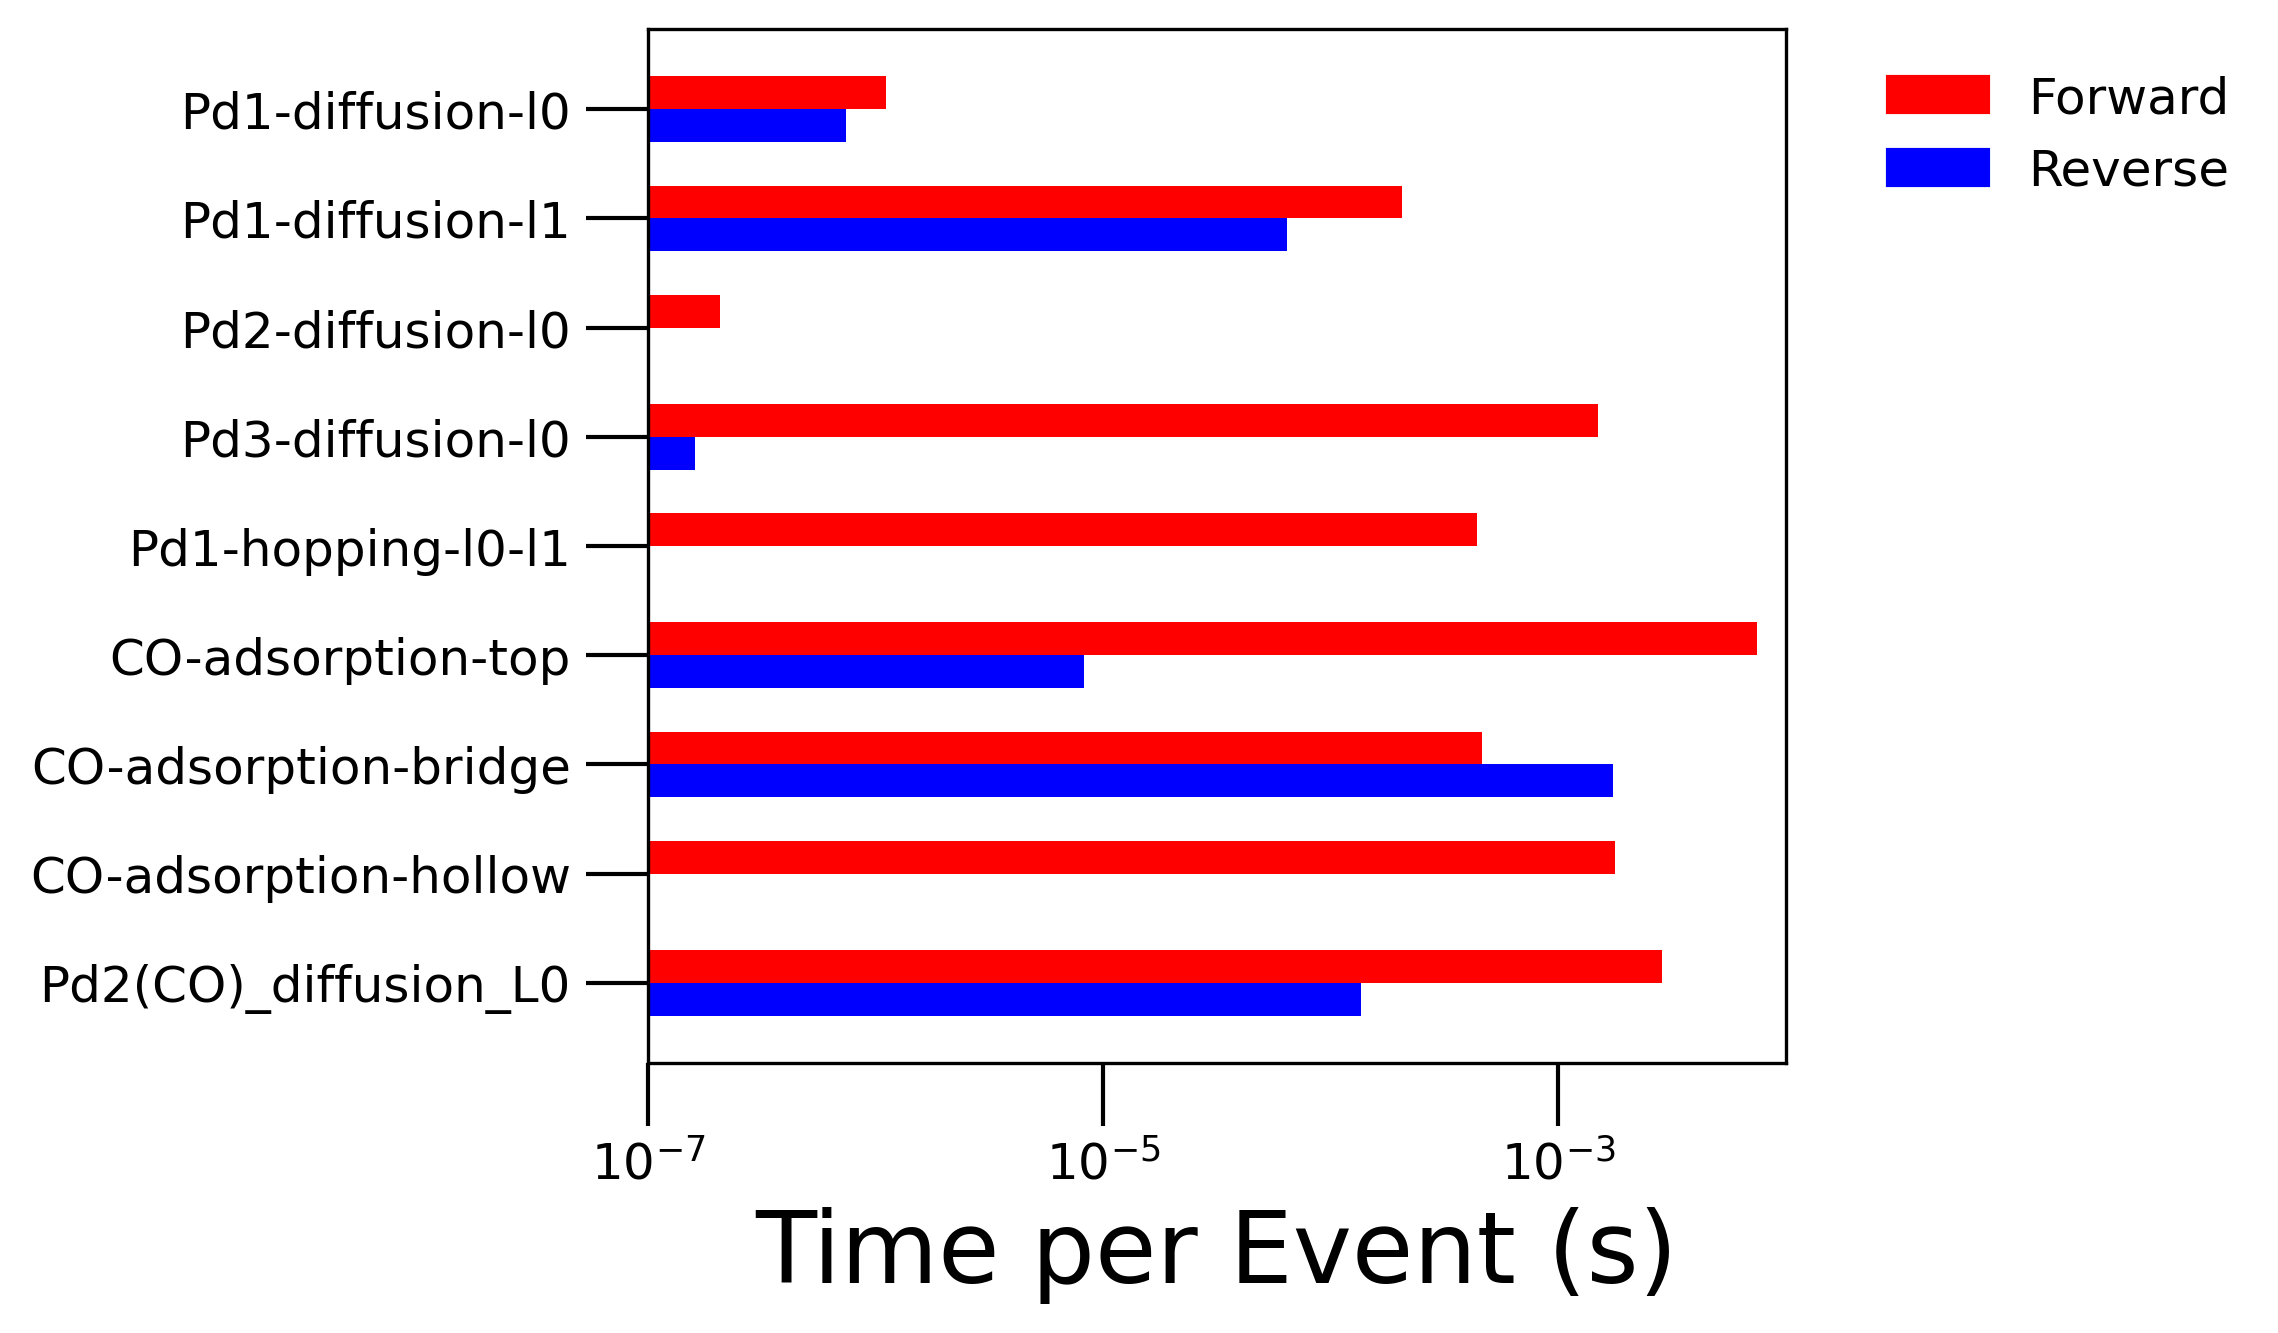 Pd1-diffusion-l0
Pd1-diffusion-l1
Pd2-diffusion-l0
Pd3-diffusion-l0
Pd1-hopping-l0-l1
CO-adsorption-top
CO-adsorption-bridge
CO-adsorption-hollow
Pd2(CO)_diffusion_L0
10⁻⁷ 10⁻⁵ 10⁻³
Time per Event (s)
Forward
Reverse